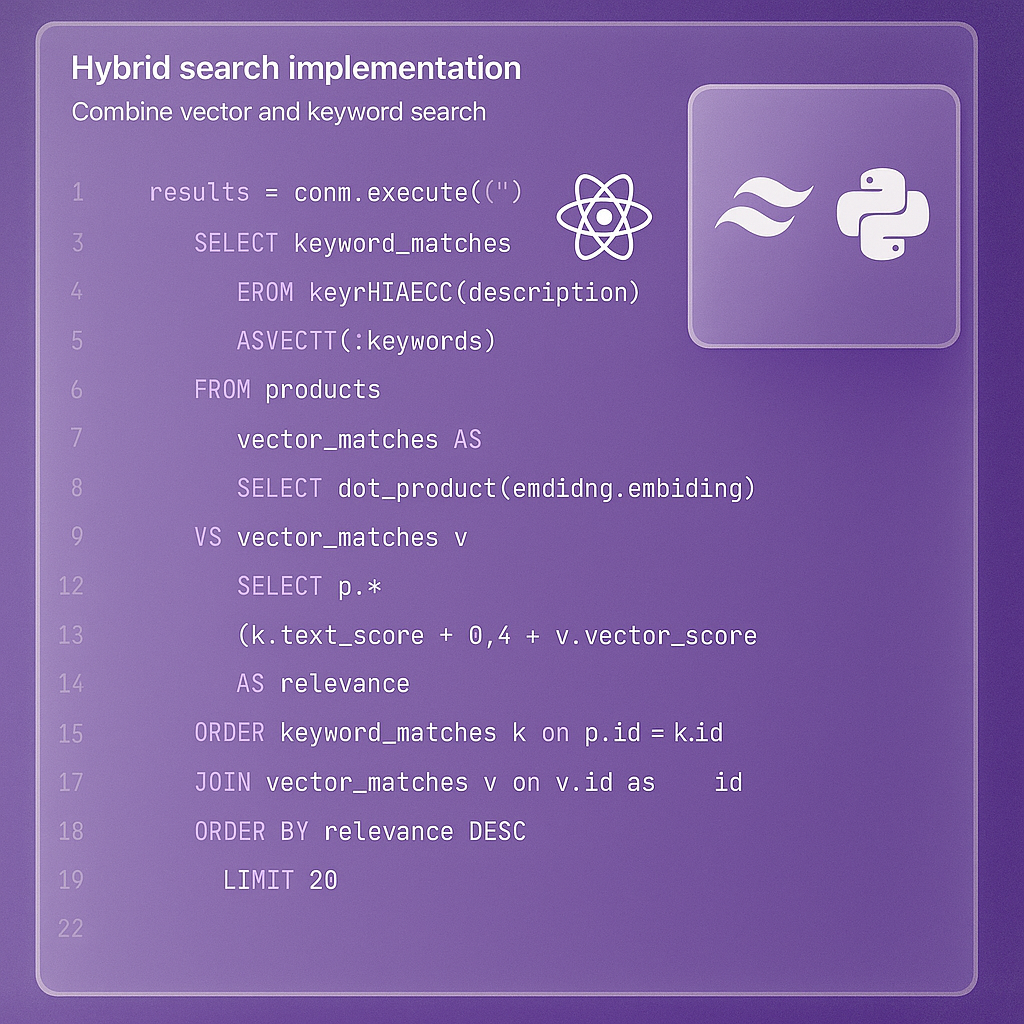 Hybrid search implementation
Combine vector and keyword search
1 results = conm.execute((")
3 SELECT keyword_matches
4 EROM keyrHIAECC(description)
5 ASVECTT(:keywords)
6 FROM products
7 vector_matches AS
8 SELECT dot_product(emdidng.embiding)
9 VS vector_matches v
12 SELECT p.*
13 (k.text_score + 0,4 + v.vector_score
14 AS relevance
15 ORDER keyword_matches k on p.id = k.id
17 JOIN vector_matches v on v.id as id
18 ORDER BY relevance DESC
19 LIMIT 20
22